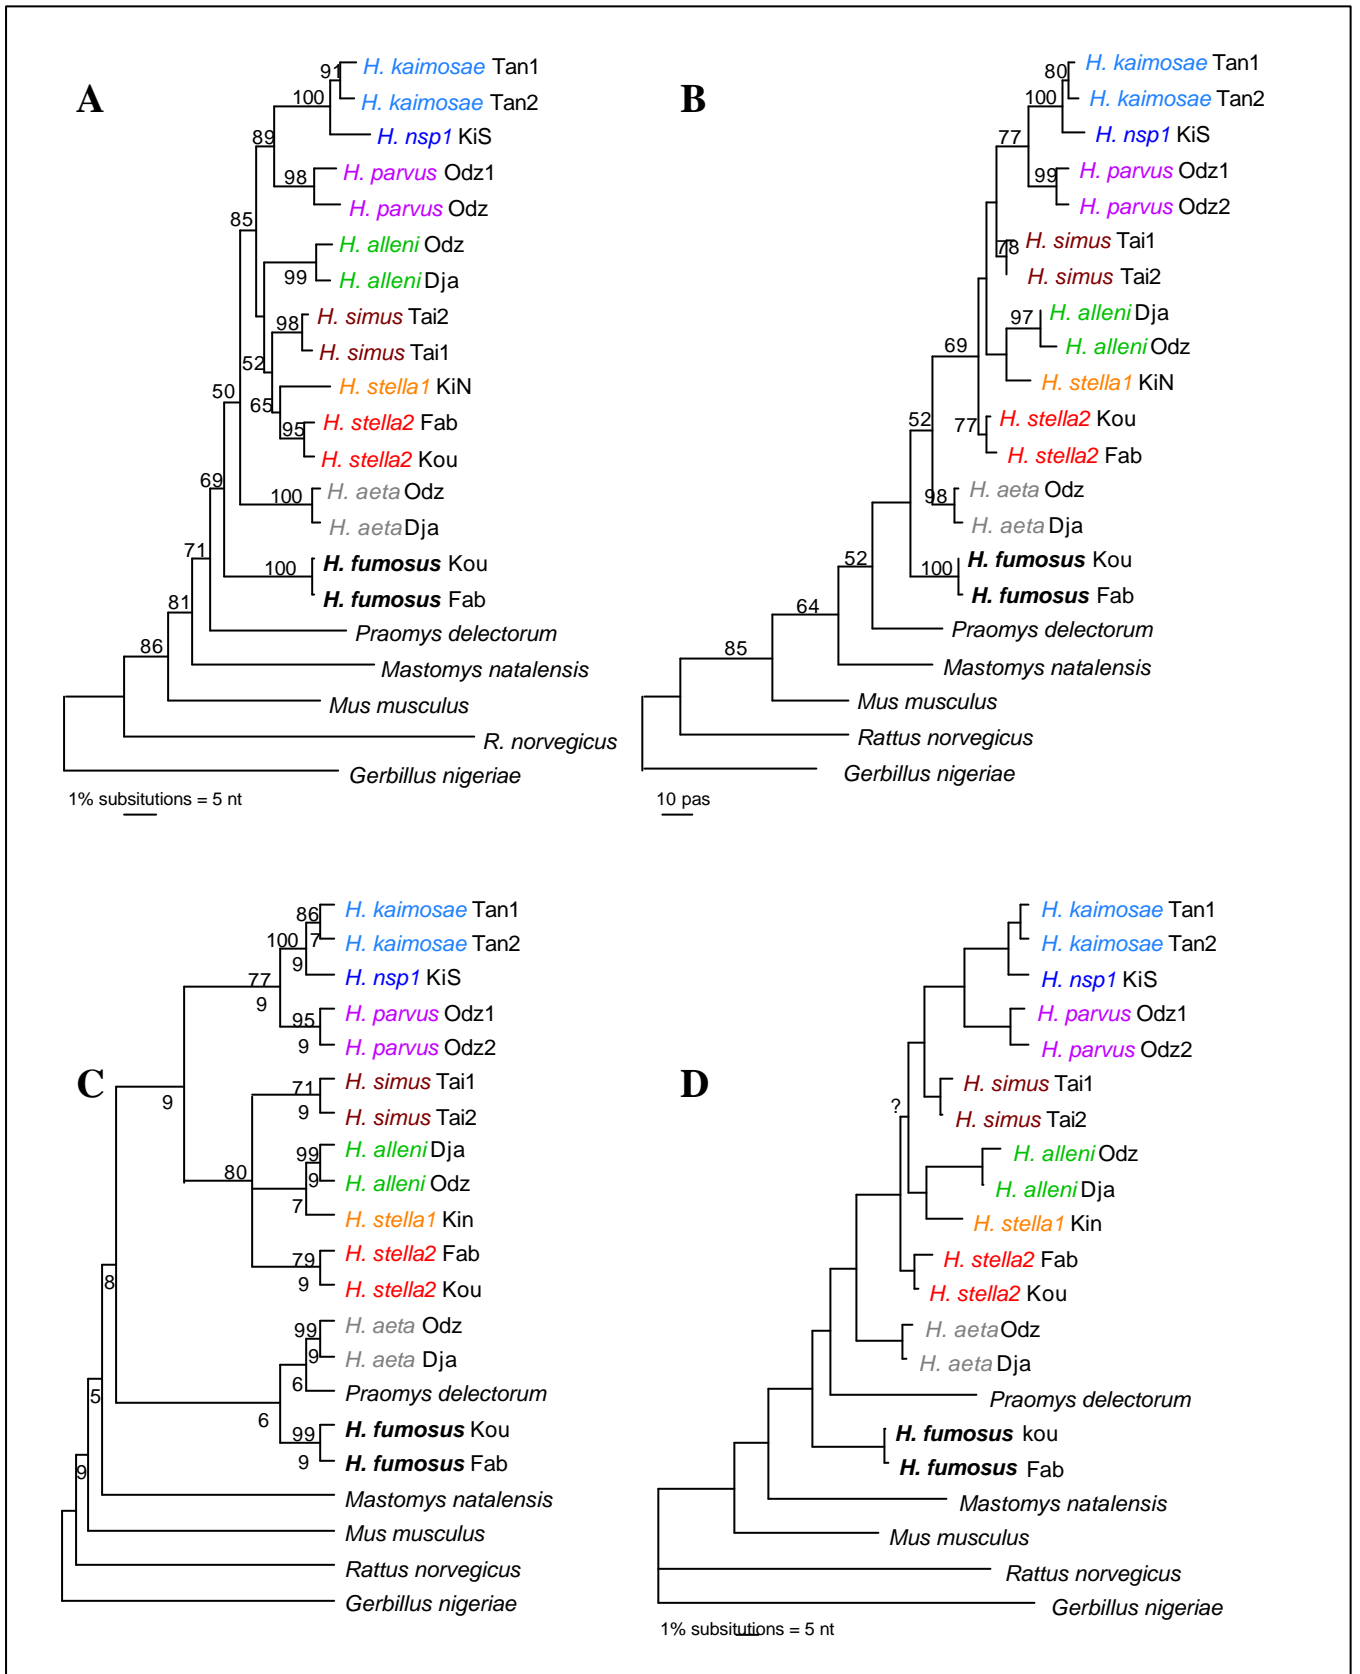 A
91
H. kaimosae Tan1
100
H. kaimosae Tan2
89
H. nsp1 KiS
98
H. parvus Odz1
H. parvus Odz
85
H. alleni Odz
99
H. alleni Dja
98
H. simus Tai2
H. simus Tai1
52
H. stella1 KiN
50
65
H. stella2 Fab
95
H. stella2 Kou
69
100
H. aeta Odz
H. aeta Dja
71
100
H. fumosus Kou
H. fumosus Fab
81
Praomys delectorum
86
Mastomys natalensis
Mus musculus
R. norvegicus
Gerbillus nigeriae
1% subsitutions = 5 nt
B
80
H. kaimosae Tan1
100
H. kaimosae Tan2
77
H. nsp1 KiS
99
H. parvus Odz1
H. parvus Odz2
78
H. simus Tai1
H. simus Tai2
97
H. alleni Dja
69
H. alleni Odz
H. stella1 KiN
52
77
H. stella2 Kou
H. stella2 Fab
98
H. aeta Odz
H. aeta Dja
52
100
H. fumosus Kou
H. fumosus Fab
64
Praomys delectorum
85
Mastomys natalensis
Mus musculus
Rattus norvegicus
Gerbillus nigeriae
10 pas
C
86
H. kaimosae Tan1
100
7
H. kaimosae Tan2
9
77
H. nsp1 KiS
9
95
H. parvus Odz1
9
H. parvus Odz2
9
71
H. simus Tai1
9
H. simus Tai2
99
H. alleni Dja
80
9
H. alleni Odz
7
H. stella1 Kin
79
H. stella2 Fab
8
9
H. stella2 Kou
99
H. aeta Odz
9
H. aeta Dja
5
6
Praomys delectorum
6
99
H. fumosus Kou
9
9
H. fumosus Fab
Mastomys natalensis
Mus musculus
Rattus norvegicus
Gerbillus nigeriae
D
H. kaimosae Tan1
H. kaimosae Tan2
H. nsp1 KiS
H. parvus Odz1
H. parvus Odz2
H. simus Tai1
?
H. simus Tai2
H. alleni Odz
H. alleni Dja
H. stella1 Kin
H. stella2 Fab
H. stella2 Kou
H. aeta Odz
H. aeta Dja
Praomys delectorum
H. fumosus kou
H. fumosus Fab
Mastomys natalensis
Mus musculus
Rattus norvegicus
Gerbillus nigeriae
1% subsitutions = 5 nt